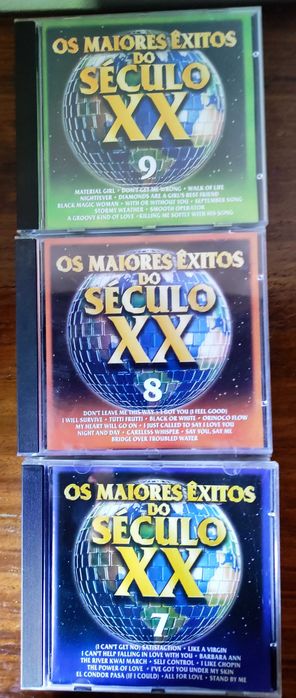 OS MAIORES ÊXITOS
DO
SÉCULO
XX
9
MATERIAL GIRL • DON'T GET ME WRONG • WALK OF LIFE
NIGHTFEVER • DIAMONDS ARE A GIRL'S BEST FRIEND
BLACK MAGIC WOMAN • WITH OR WITHOUT YOU • SEPTEMBER SONG
STORMY WEATHER • SMOOTH OPERATOR
A GROOVY KIND OF LOVE • KILLING ME SOFTLY WITH HIS SONG
OS MAIORES ÊXITOS
DO
SÉCULO
XX
8
DON'T LEAVE ME THIS WAY • I GOT YOU (I FEEL GOOD)
I WILL SURVIVE • TUTTI FRUTTI • BLACK OR WHITE • ORINOCO FLOW
MY HEART WILL GO ON • I JUST CALLED TO SAY I LOVE YOU
NIGHT AND DAY • CARELESS WHISPER • SAY YOU, SAY ME
BRIDGE OVER TROUBLED WATER
OS MAIORES ÊXITOS
DO
SÉCULO
XX
7
(I CAN'T GET NO) SATISFACTION • LIKE A VIRGIN
I CAN'T HELP FALLING IN LOVE WITH YOU • BARBARA ANN
THE RIVER KWAI MARCH • SELF CONTROL • I LIKE CHOPIN
THE POWER OF LOVE • I'VE GOT YOU UNDER MY SKIN
EL CONDOR PASA (IF I COULD) • ALL FOR LOVE • STAND BY ME